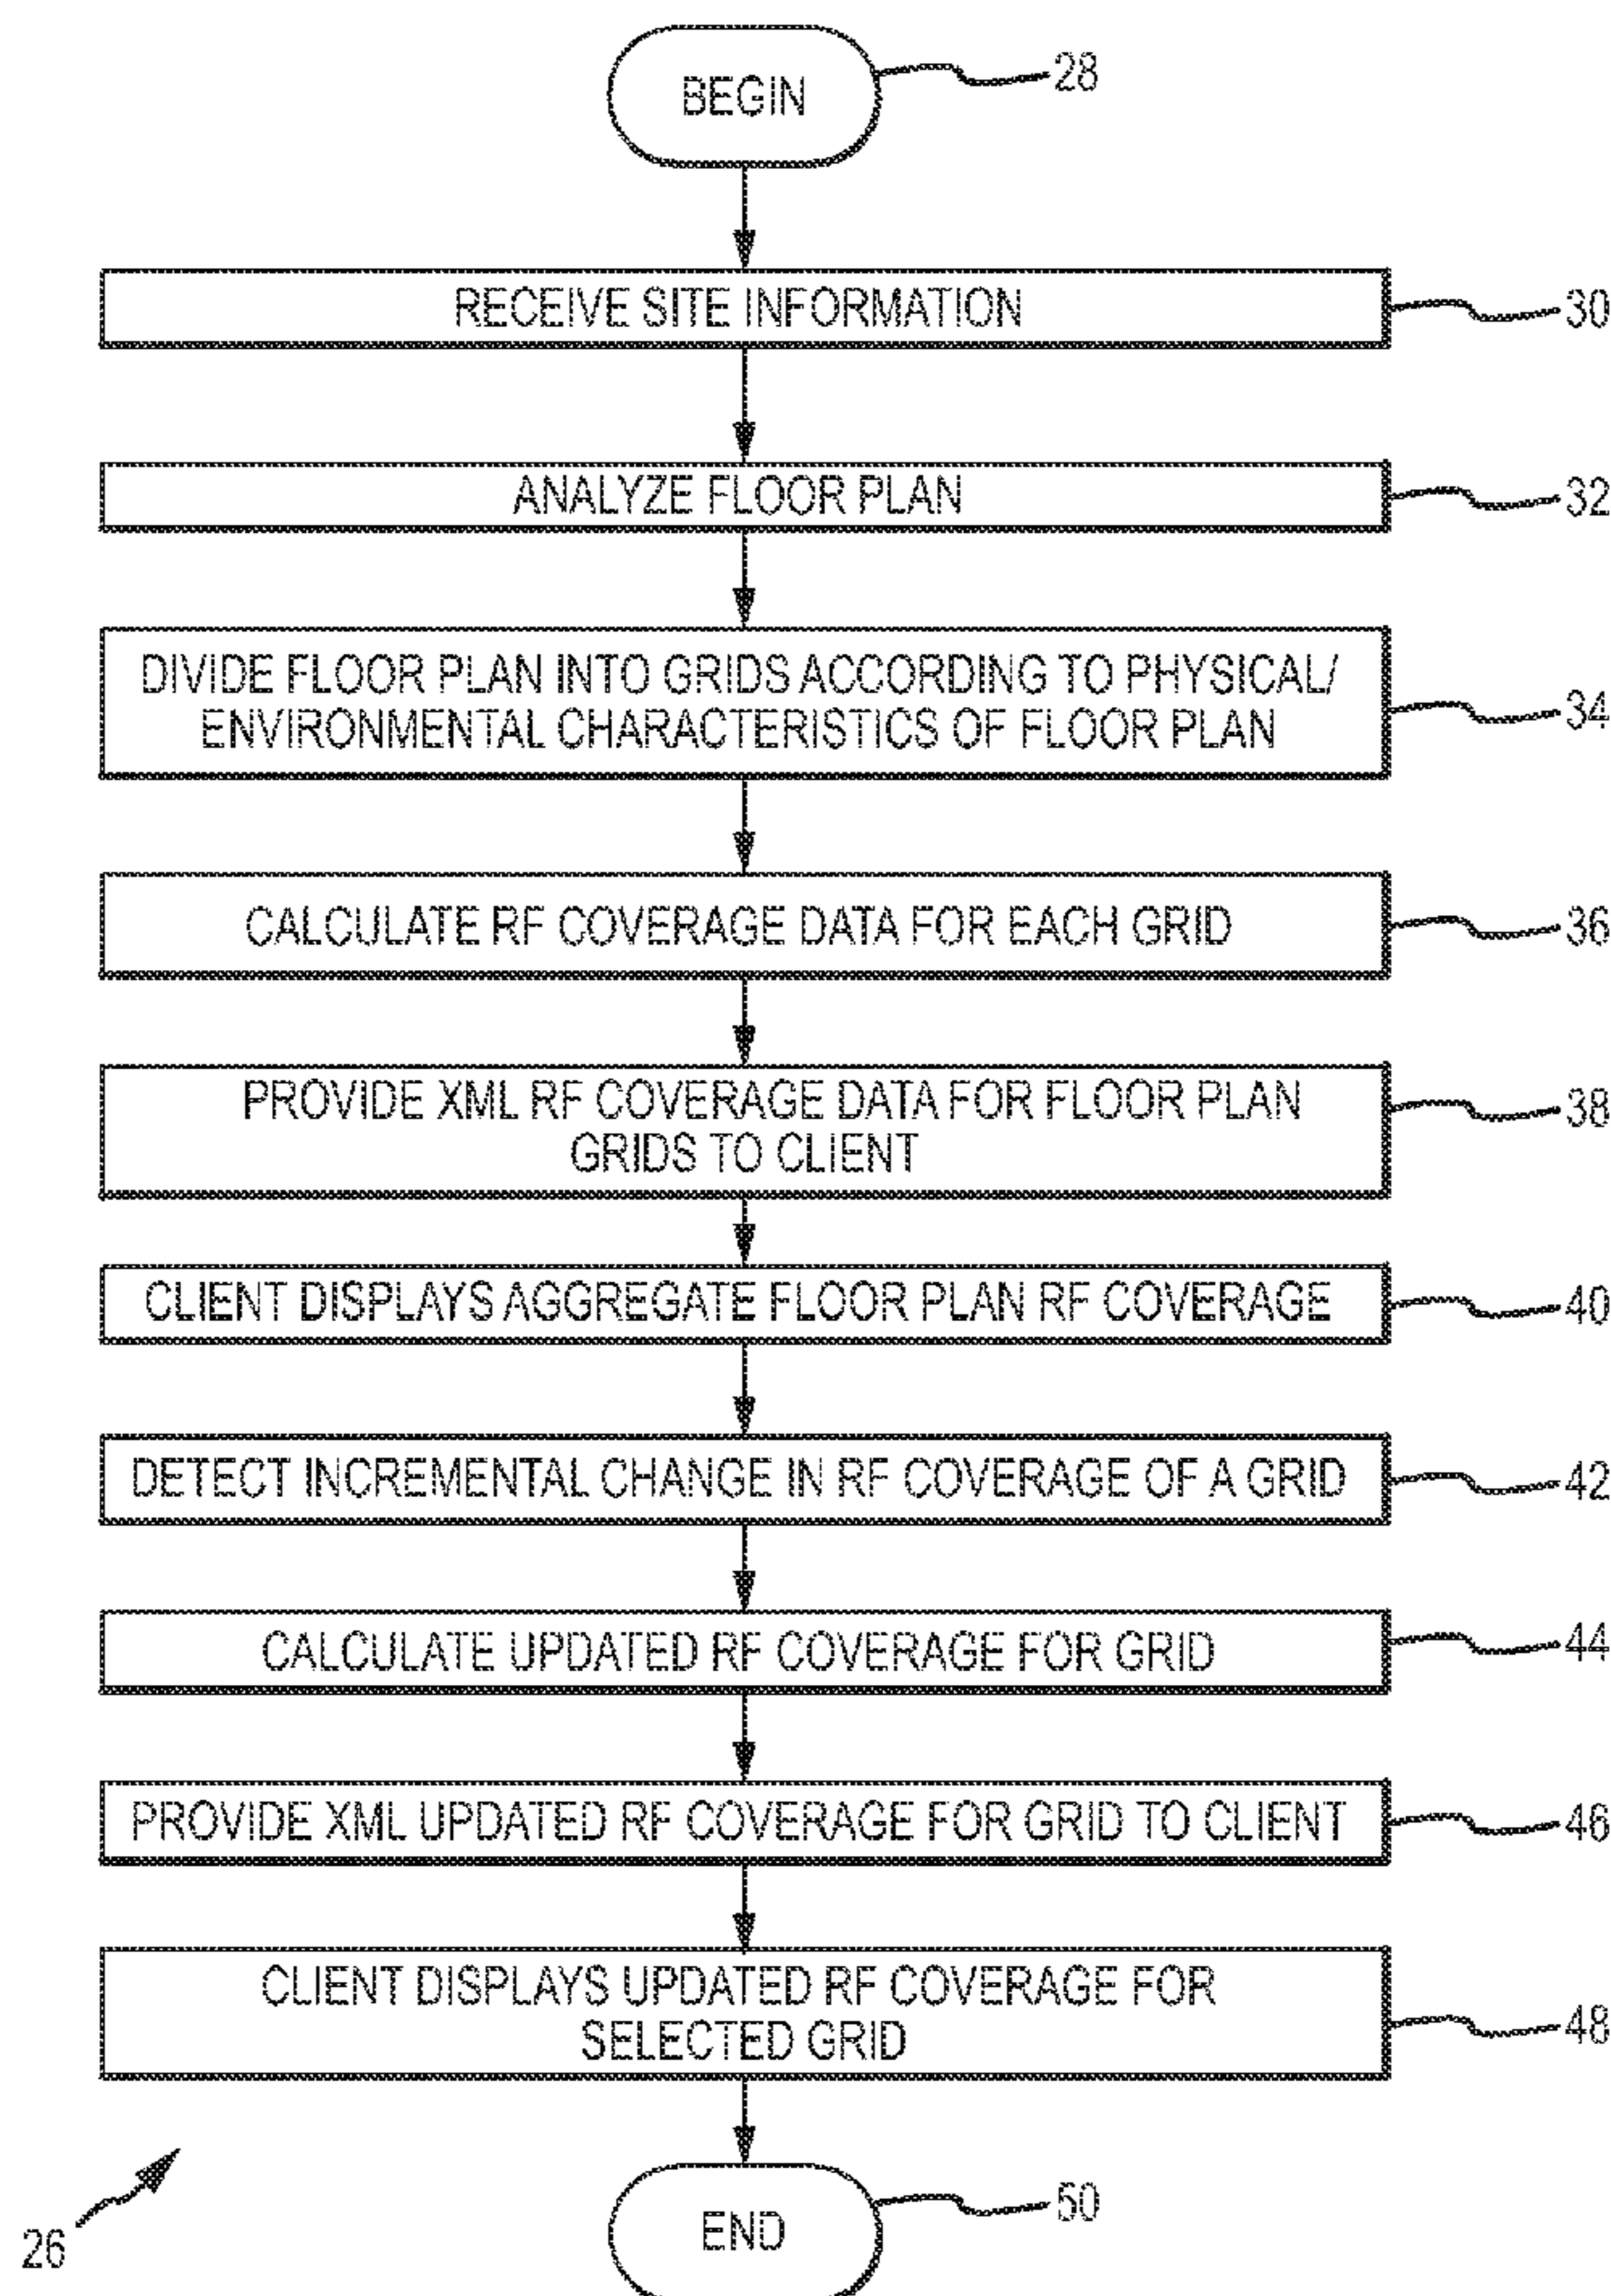 BEGIN
28
RECEIVE SITE INFORMATION
30
ANALYZE FLOOR PLAN
32
DIVIDE FLOOR PLAN INTO GRIDS ACCORDING TO PHYSICAL/
ENVIRONMENTAL CHARACTERISTICS OF FLOOR PLAN
34
CALCULATE RF COVERAGE DATA FOR EACH GRID
36
PROVIDE XML RF COVERAGE DATA FOR FLOOR PLAN
GRIDS TO CLIENT
38
CLIENT DISPLAYS AGGREGATE FLOOR PLAN RF COVERAGE
40
DETECT INCREMENTAL CHANGE IN RF COVERAGE OF A GRID
42
CALCULATE UPDATED RF COVERAGE FOR GRID
44
PROVIDE XML UPDATED RF COVERAGE FOR GRID TO CLIENT
46
CLIENT DISPLAYS UPDATED RF COVERAGE FOR
SELECTED GRID
48
END
50
26